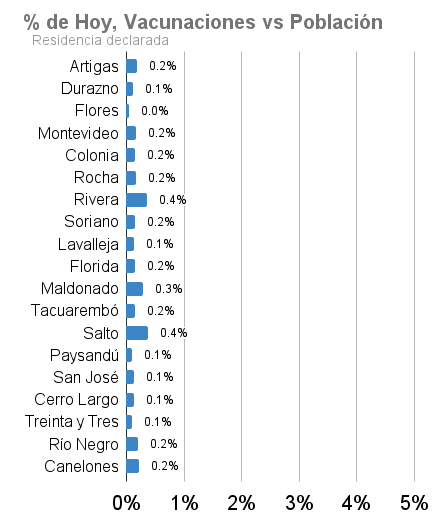 % de Hoy, Vacunaciones vs Población
Residencia declarada
Artigas 0.2%
Durazno 0.1%
Flores 0.0%
Montevideo 0.2%
Colonia 0.2%
Rocha 0.2%
Rivera 0.4%
Soriano 0.2%
Lavalleja 0.1%
Florida 0.2%
Maldonado 0.3%
Tacuarembó 0.2%
Salto 0.4%
Paysandú 0.1%
San José 0.1%
Cerro Largo 0.1%
Treinta y Tres 0.1%
Río Negro 0.2%
Canelones 0.2%
0% 1% 2% 3% 4% 5%